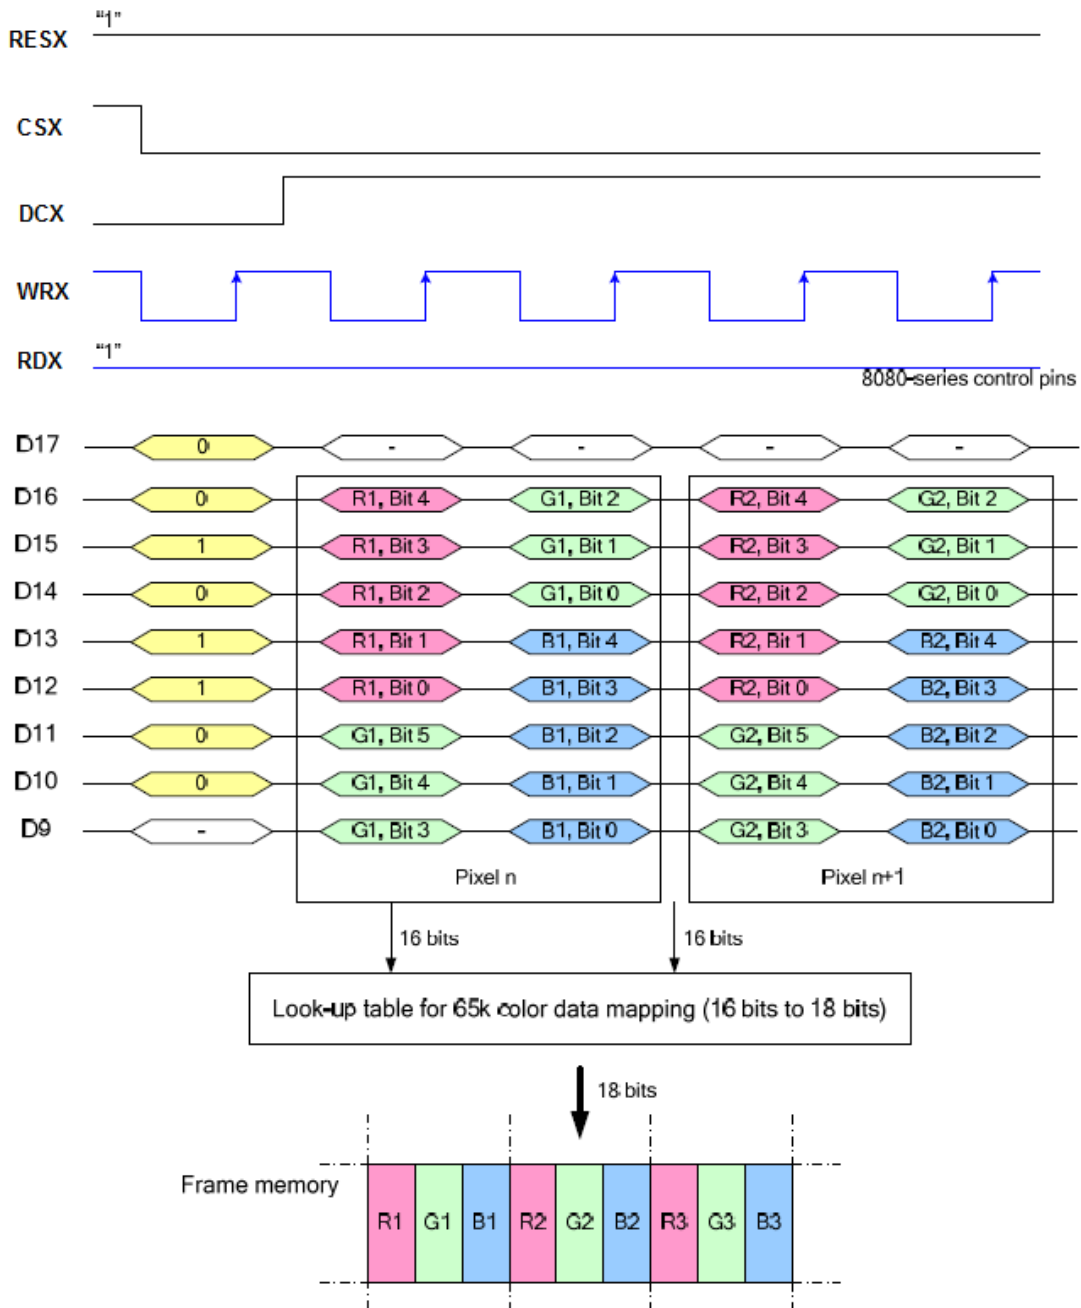 "1"
RESX
CSX
DCX
WRX
"1"
RDX
8080-series control pins
D17 0 - - - -
D16 0 R1, Bit 4 G1, Bit 2 R2, Bit 4 G2, Bit 2
D15 1 R1, Bit 3 G1, Bit 1 R2, Bit 3 G2, Bit 1
D14 0 R1, Bit 2 G1, Bit 0 R2, Bit 2 G2, Bit 0
D13 1 R1, Bit 1 B1, Bit 4 R2, Bit 1 B2, Bit 4
D12 1 R1, Bit 0 B1, Bit 3 R2, Bit 0 B2, Bit 3
D11 0 G1, Bit 5 B1, Bit 2 G2, Bit 5 B2, Bit 2
D10 0 G1, Bit 4 B1, Bit 1 G2, Bit 4 B2, Bit 1
D9 - G1, Bit 3 B1, Bit 0 G2, Bit 3 B2, Bit 0
Pixel n Pixel n+1
16 bits 16 bits
Look-up table for 65k color data mapping (16 bits to 18 bits)
18 bits
Frame memory
R1 G1 B1 R2 G2 B2 R3 G3 B3